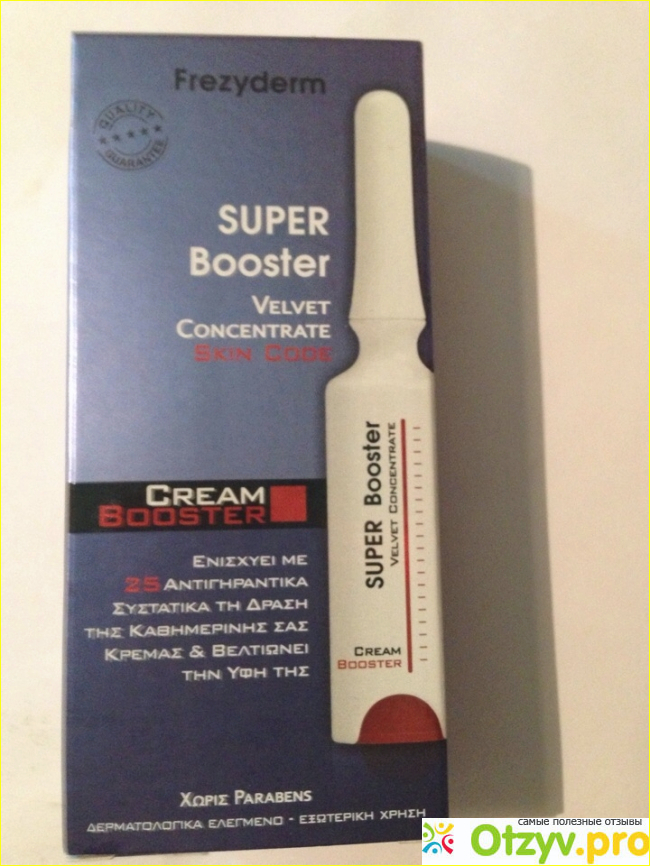 Frezyderm
QUALITY
GUARANTEE
SUPER
Booster
VELVET
CONCENTRATE
SKIN CODE
CREAM
BOOSTER
ΕΝΙΣΧΥΕΙ ΜΕ
25 ΑΝΤΙΓΗΡΑΝΤΙΚΑ
ΣΥΣΤΑΤΙΚΑ ΤΗ ΔΡΑΣΗ
ΤΗΣ ΚΑΘΗΜΕΡΙΝΗΣ ΣΑΣ
ΚΡΕΜΑΣ & ΒΕΛΤΙΩΝΕΙ
ΤΗΝ ΥΦΗ ΤΗΣ
ΧΩΡΙΣ PARABENS
ΔΕΡΜΑΤΟΛΟΓΙΚΑ ΕΛΕΓΜΕΝΟ - ΕΞΩΤΕΡΙΚΗ ΧΡΗΣΗ
SUPER Booster
VELVET CONCENTRATE
CREAM
BOOSTER
самые полезные отзывы
Otzyv.pro